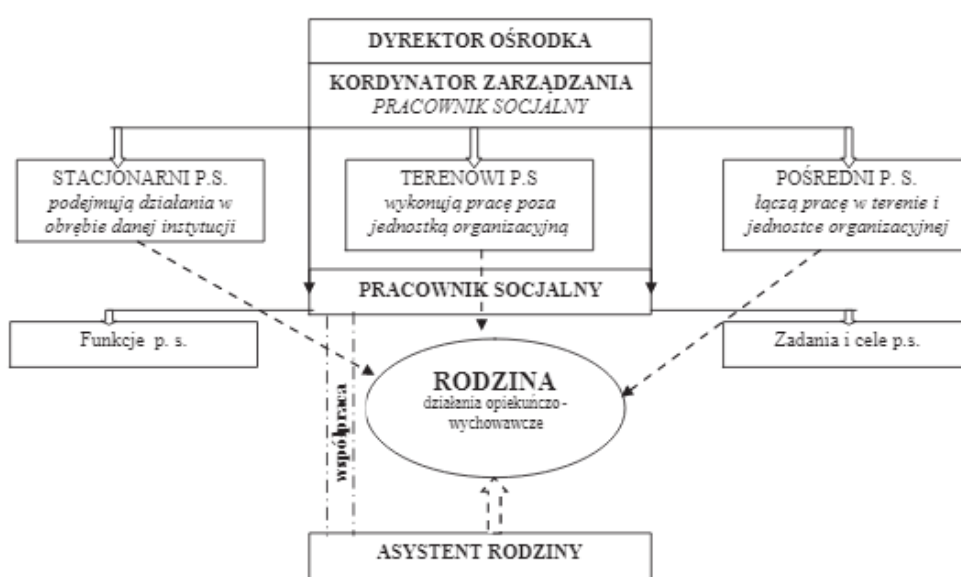 DYREKTOR OŚRODKA
KORDYNATOR ZARZĄDZANIA
PRACOWNIK SOCJALNY
STACJONARNI P.S.
podejmują działania w
obrębie danej instytucji
TERENOWI P.S
wykonują pracę poza
jednostką organizacyjną
POŚREDNI P. S.
łączą pracę w terenie i
jednostce organizacyjnej
PRACOWNIK SOCJALNY
Funkcje p. s.
Zadania i cele p.s.
RODZINA
działania opiekuńczo-
wychowawcze
współpraca
ASYSTENT RODZINY